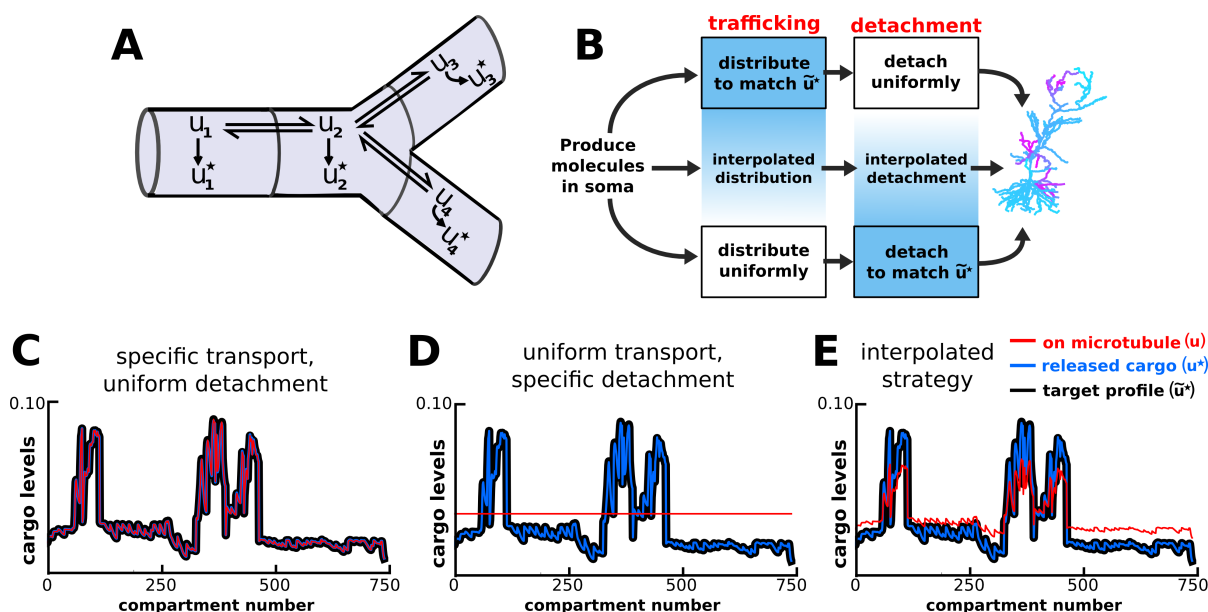 A
u₁
u₂
u₃
u₃★
u₁★
u₂★
u₄
u₄★
B
trafficking
detachment
distribute
to match ũ★
detach
uniformly
Produce
molecules
in soma
interpolated
distribution
interpolated
detachment
distribute
uniformly
detach
to match ũ★
C
specific transport,
uniform detachment
0.10
cargo levels
0
250
500
750
compartment number
D
uniform transport,
specific detachment
0.10
cargo levels
0
250
500
750
compartment number
E
interpolated
strategy
on microtubule (u)
released cargo (u★)
target profile (ũ★)
0.10
cargo levels
0
250
500
750
compartment number